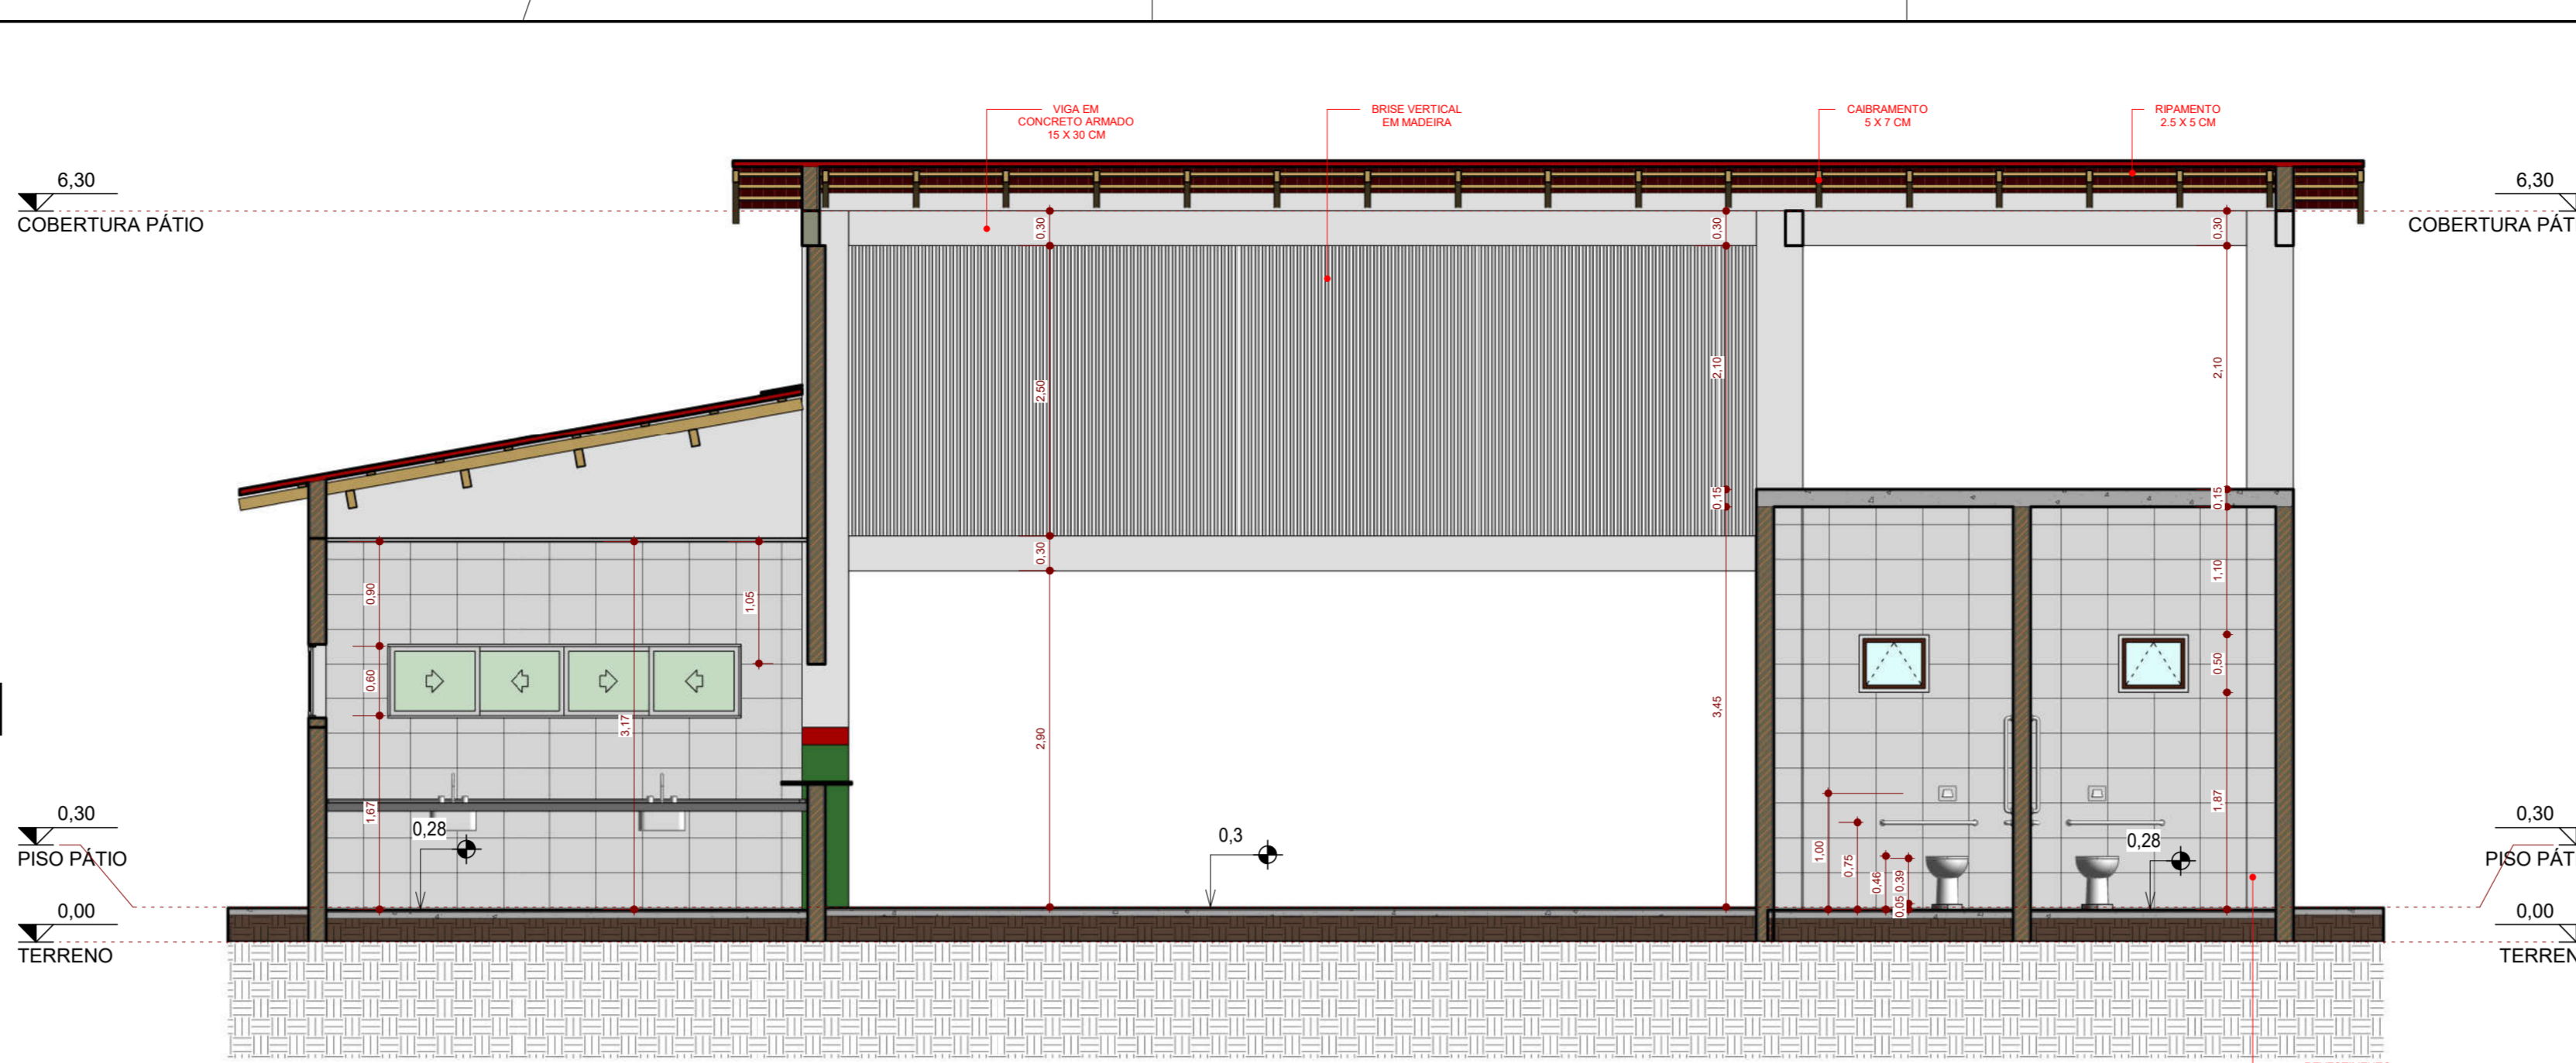 VIGA EM
CONCRETO ARMADO
15 X 30 CM
BRISE VERTICAL
EM MADEIRA
CAIBRAMENTO
5 X 7 CM
RIPAMENTO
2.5 X 5 CM
6,30
COBERTURA PÁTIO
6,30
COBERTURA PÁT
0,30
0,30
0,30
2,50
2,10
2,10
0,15
0,15
0,30
0,90
1,05
1,10
0,60
3,17
2,90
3,45
0,50
1,67
1,87
0,28
0,3
0,28
1,00
0,75
0,46
0,39
0,05
0,30
PISO PÁTIO
0,00
TERRENO
0,30
PISO PÁT
0,00
TERREN